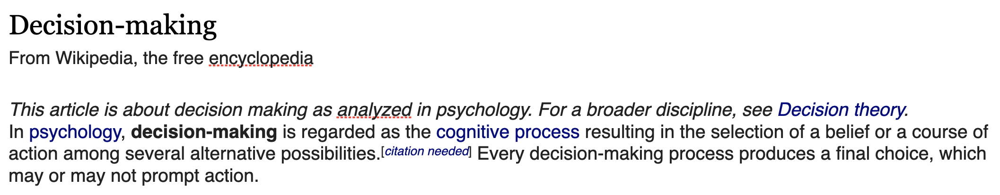 Decision-making
From Wikipedia, the free encyclopedia
This article is about decision making as analyzed in psychology. For a broader discipline, see Decision theory.
In psychology, decision-making is regarded as the cognitive process resulting in the selection of a belief or a course of
action among several alternative possibilities.[citation needed] Every decision-making process produces a final choice, which
may or may not prompt action.